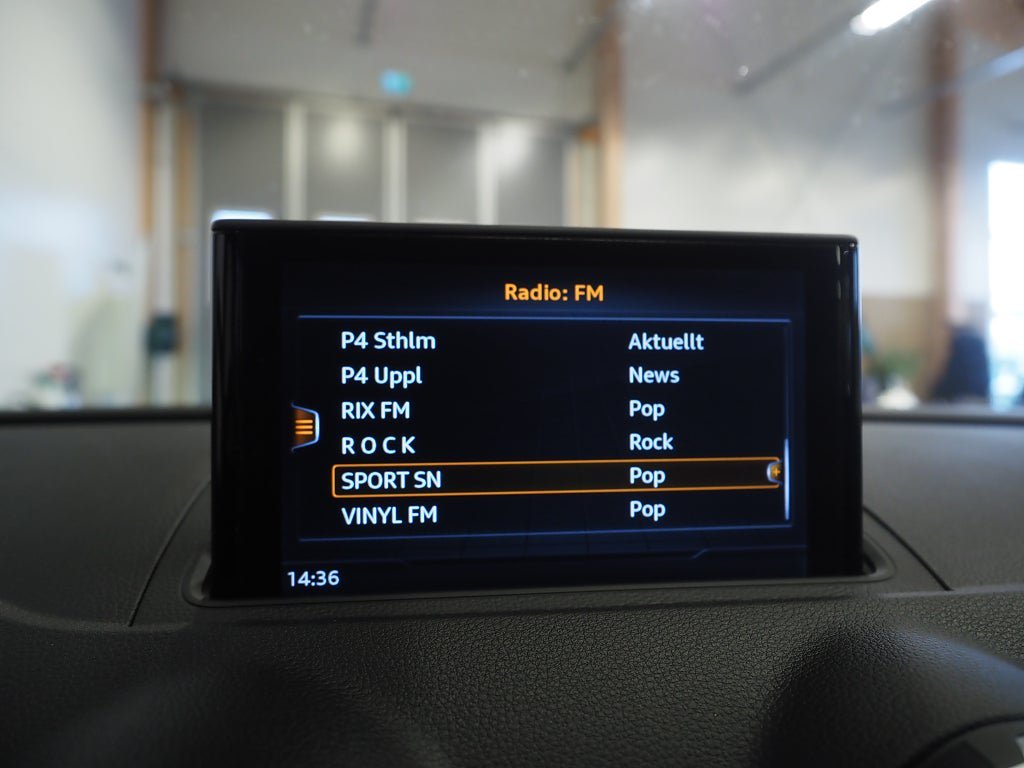 Radio: FM
P4 Sthlm Aktuellt
P4 Uppl News
RIX FM Pop
R O C K Rock
SPORT SN Pop
VINYL FM Pop
14:36